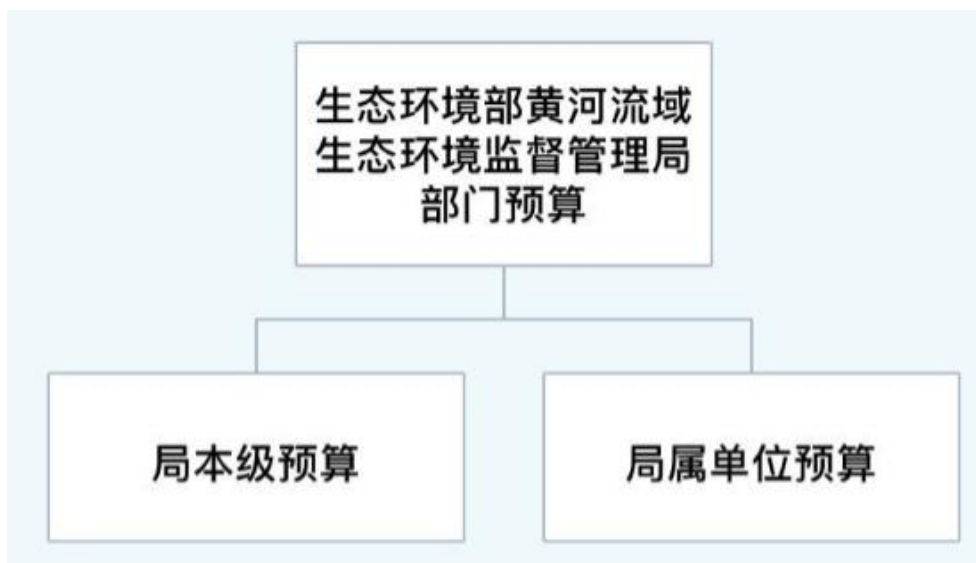 生态环境部黄河流域
生态环境监督管理局
部门预算
局本级预算
局属单位预算